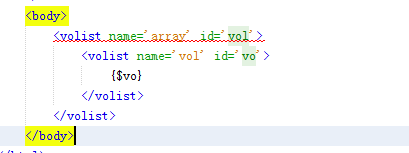 <body>
<volist name='array' id='vol'>
<volist name='vol' id='vo'>
{$vo}
</volist>
</volist>
</body>